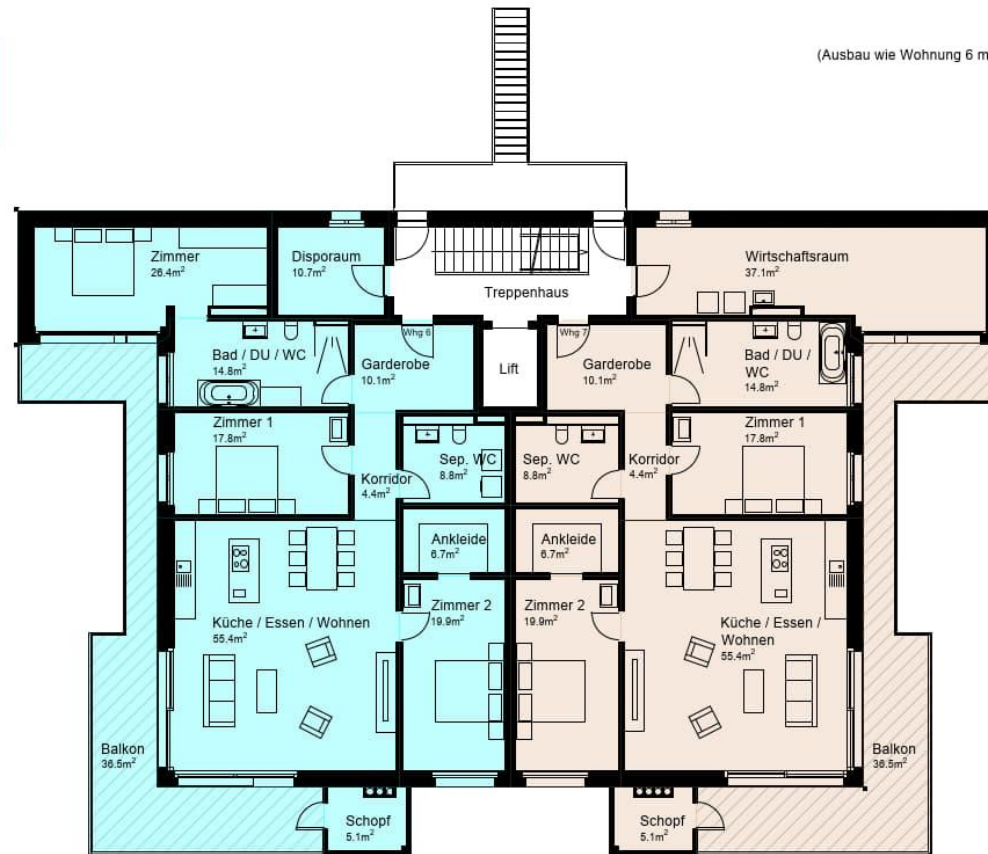 (Ausbau wie Wohnung 6 m
Zimmer
26.4m²
Disporaum
10.7m²
Treppenhaus
Wirtschaftsraum
37.1m²
Whg 6
Whg 7
Bad / DU / WC
14.8m²
Garderobe
10.1m²
Lift
Garderobe
10.1m²
Bad / DU /
WC
14.8m²
Zimmer 1
17.8m²
Korridor
4.4m²
Sep. WC
8.8m²
Sep. WC
8.8m²
Korridor
4.4m²
Zimmer 1
17.8m²
Ankleide
6.7m²
Ankleide
6.7m²
Küche / Essen / Wohnen
55.4m²
Zimmer 2
19.9m²
Zimmer 2
19.9m²
Küche / Essen /
Wohnen
55.4m²
Balkon
36.5m²
Balkon
36.5m²
Schopf
5.1m²
Schopf
5.1m²